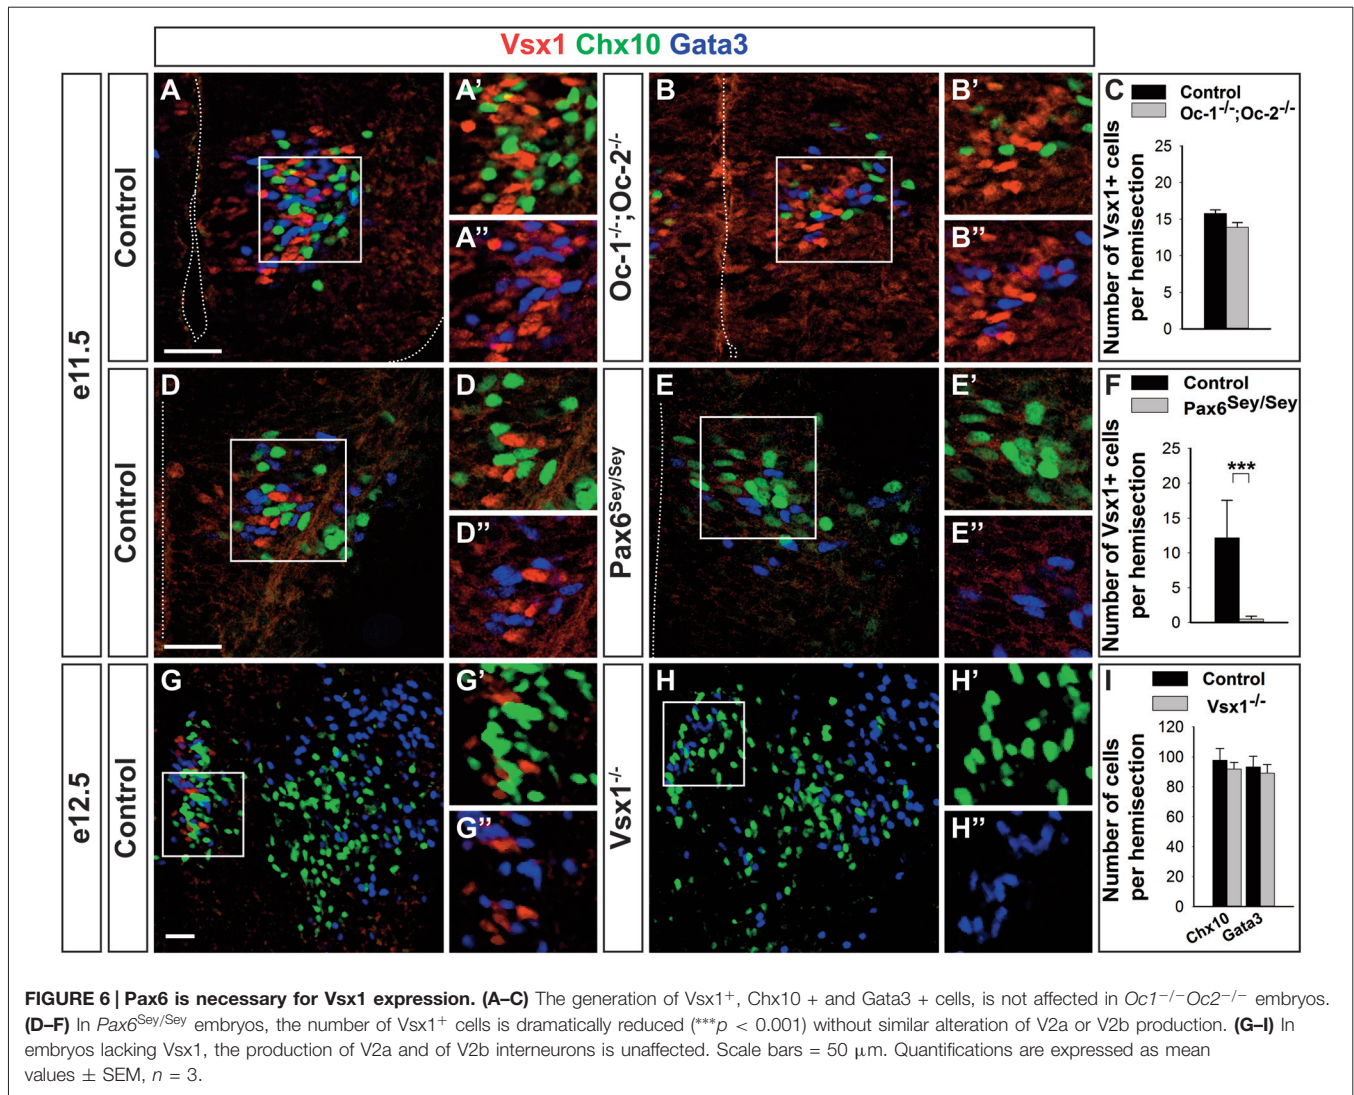 Vsx1 Chx10 Gata3
e11.5
Control
A
A’
A”
Oc-1-/-;Oc-2-/-
B
B’
B”
C
Control
Oc-1-/-;Oc-2-/-
Number of Vsx1+ cells
per hemisection
25
20
15
10
5
0
Control
D
D
D”
Pax6Sey/Sey
E
E’
E”
F
Control
Pax6Sey/Sey
Number of Vsx1+ cells
per hemisection
25
20
15
10
5
0
***
e12.5
Control
G
G’
G”
Vsx1-/-
H
H’
H”
I
Control
Vsx1-/-
Number of cells
per hemisection
120
100
80
60
40
20
0
Chx10
Gata3
FIGURE 6 | Pax6 is necessary for Vsx1 expression. (A–C) The generation of Vsx1+, Chx10 + and Gata3 + cells, is not affected in Oc1−/−Oc2−/− embryos.
(D–F) In Pax6Sey/Sey embryos, the number of Vsx1+ cells is dramatically reduced (***p < 0.001) without similar alteration of V2a or V2b production. (G–I) In
embryos lacking Vsx1, the production of V2a and of V2b interneurons is unaffected. Scale bars = 50 μm. Quantifications are expressed as mean
values ± SEM, n = 3.